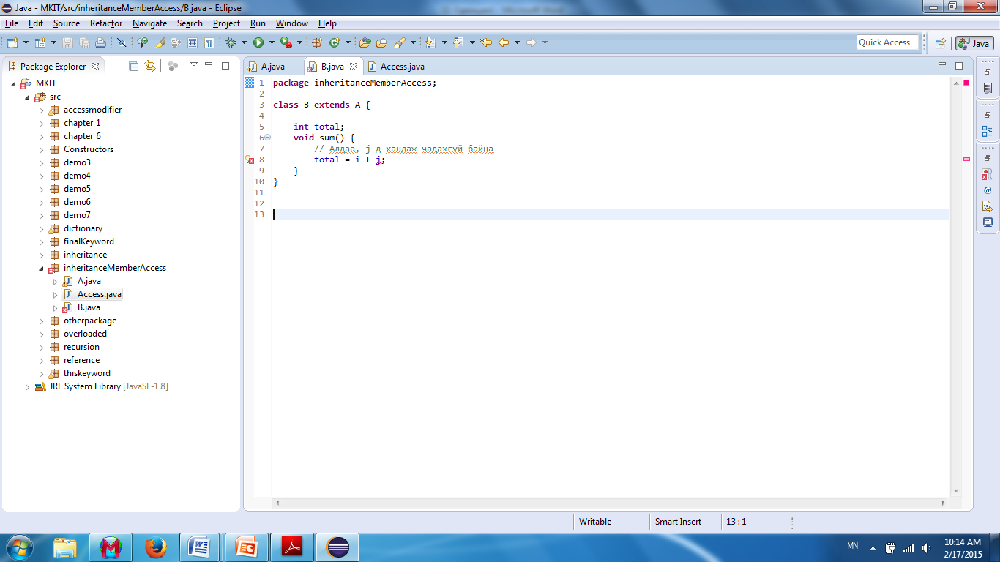 Java - MKIT/src/inheritanceMemberAccess/B.java - Eclipse
File Edit Source Refactor Navigate Search Project Run Window Help
Quick Access
Java
Package Explorer
MKIT
src
accessmodifier
chapter_1
chapter_6
Constructors
demo3
demo4
demo5
demo6
demo7
dictionary
finalKeyword
inheritance
inheritanceMemberAccess
A.java
Access.java
B.java
otherpackage
overloaded
recursion
reference
thiskeyword
JRE System Library [JavaSE-1.8]
A.java B.java Access.java
1 package inheritanceMemberAccess;
2
3 class B extends A {
4
5 int total;
6 void sum() {
7 // Алдаа, j-д хандаж чадахгүй байна
8 total = i + j;
9 }
10 }
11
12
13
Writable Smart Insert 13 : 1
MN
10:14 AM
2/17/2015